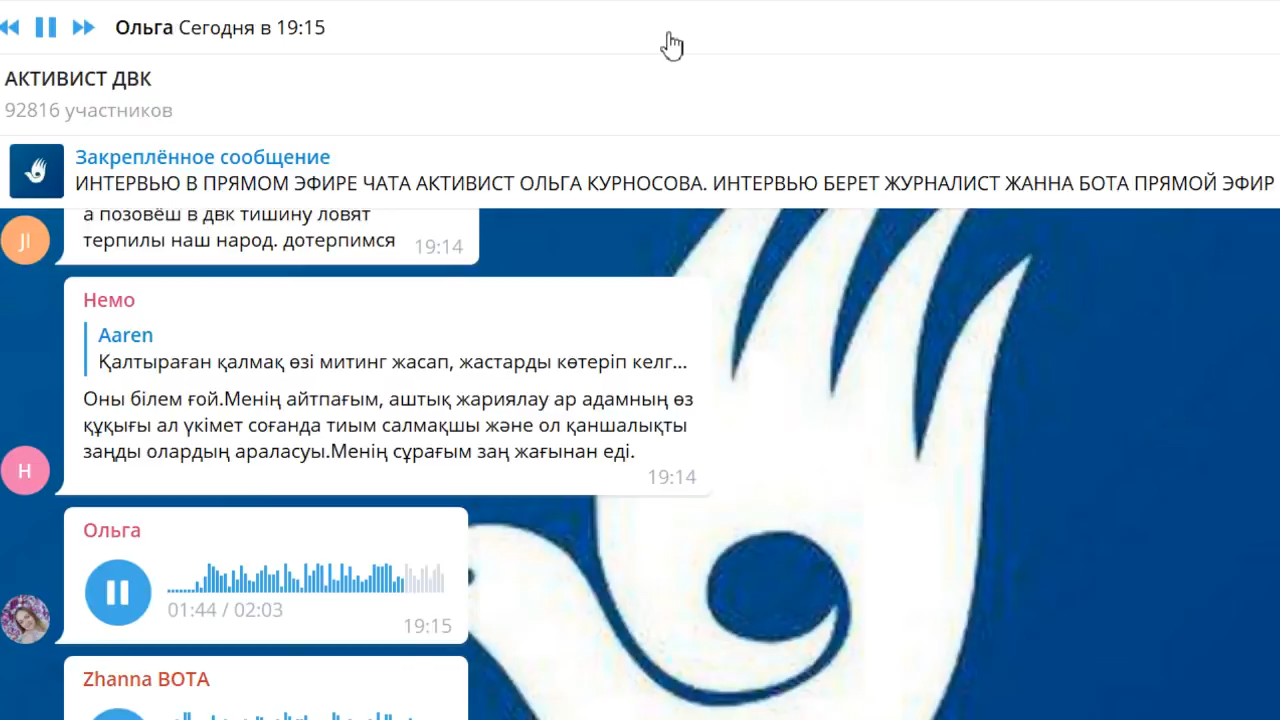 Ольга Сегодня в 19:15
АКТИВИСТ ДВК
92816 участников
Закреплённое сообщение
ИНТЕРВЬЮ В ПРЯМОМ ЭФИРЕ ЧАТА АКТИВИСТ ОЛЬГА КУРНОСОВА. ИНТЕРВЬЮ БЕРЕТ ЖУРНАЛИСТ ЖАННА БОТА ПРЯМОЙ ЭФИР
а позовёш в двк тишину ловят
терпилы наш народ. дотерпимся
19:14
JI
Немо
Aaren
Қалтыраған қалмақ өзі митинг жасап, жастарды көтеріп келг...
Оны білем ғой.Менің айтпағым, аштық жариялау ар адамның өз
құқығы ал үкімет соғанда тиым салмақшы және ол қаншалықты
заңды олардың араласуы.Менің сұрағым заң жағынан еді.
19:14
Н
Ольга
01:44 / 02:03
19:15
Zhanna BOTA